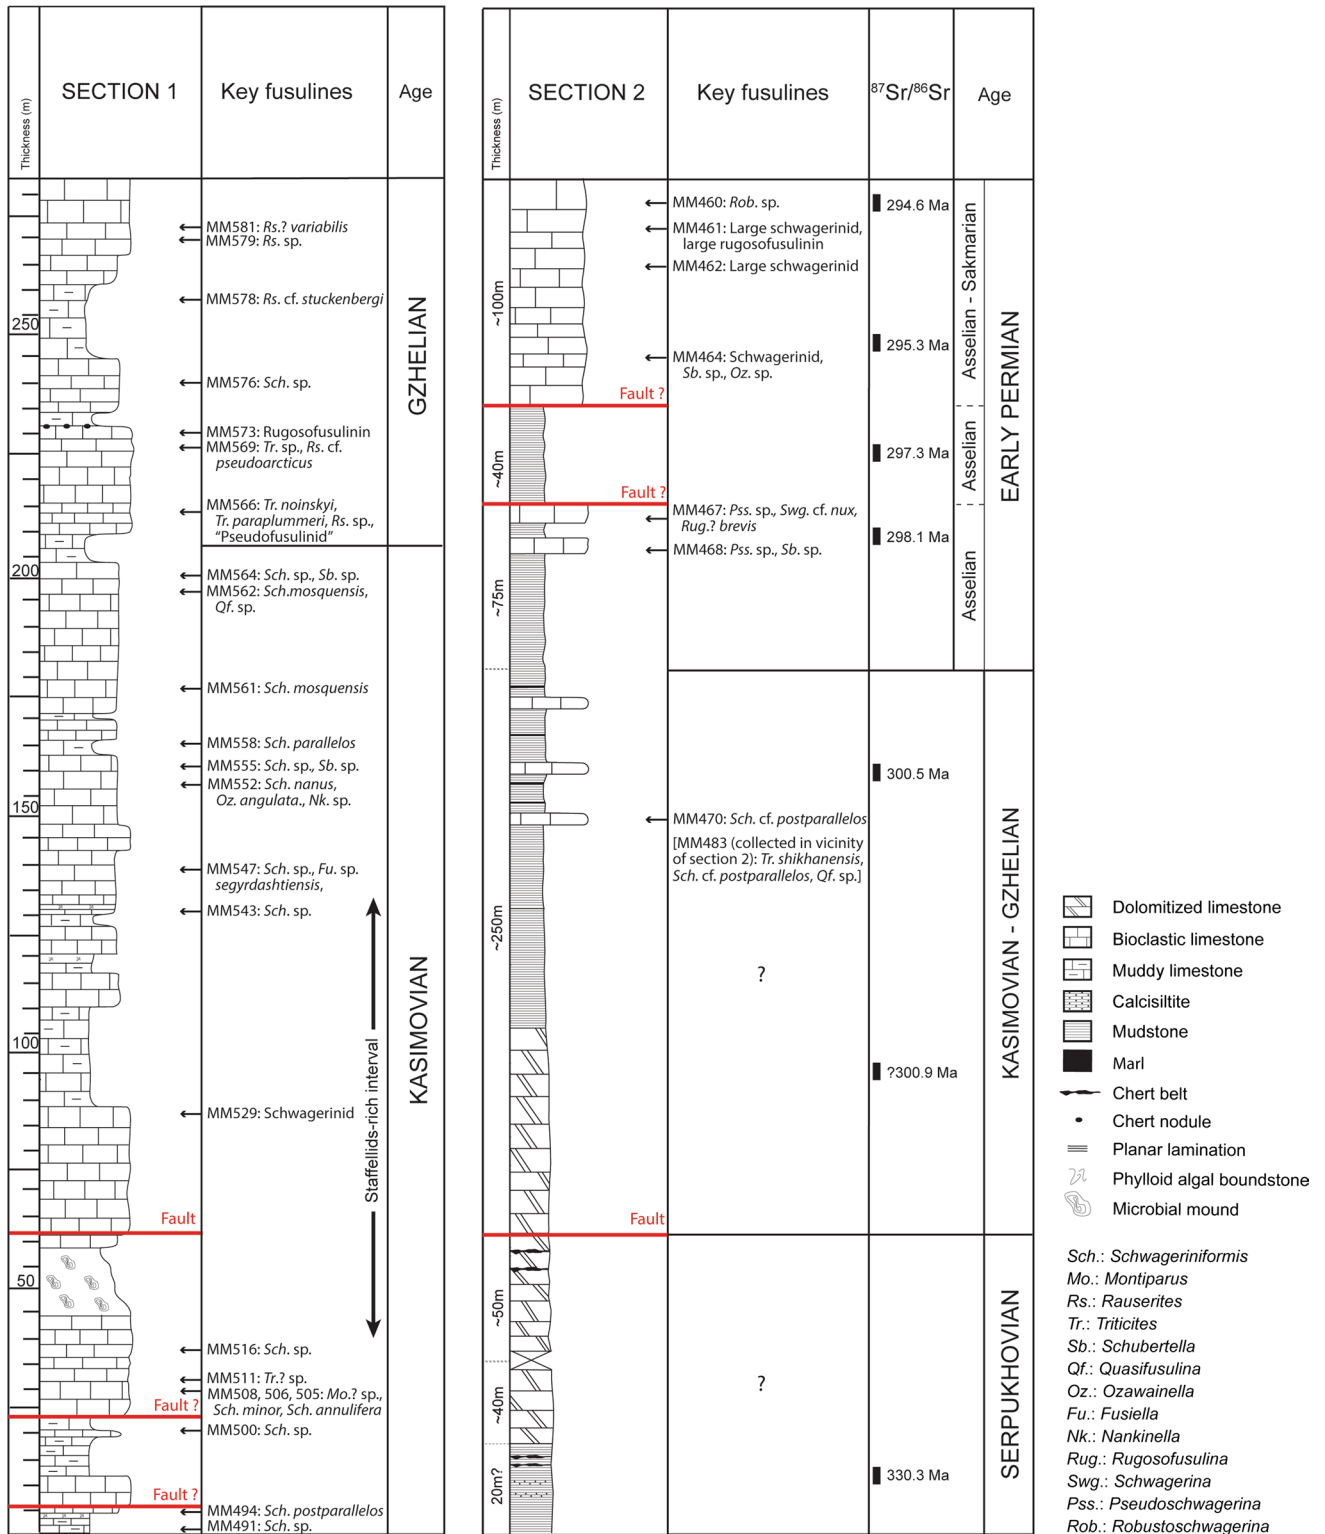 Thickness (m)
SECTION 1
Key fusulines
Age
MM581: Rs.? variabilis
MM579: Rs. sp.
MM578: Rs. cf. stuckenbergi
250
MM576: Sch. sp.
MM573: Rugosofusulinin
MM569: Tr. sp., Rs. cf.
pseudoarcticus
MM566: Tr. noinskyi,
Tr. paraplummeri, Rs. sp.,
“Pseudofusulinid”
GZHELIAN
200
MM564: Sch. sp., Sb. sp.
MM562: Sch.mosquensis,
Qf. sp.
MM561: Sch. mosquensis
MM558: Sch. parallelos
MM555: Sch. sp., Sb. sp.
MM552: Sch. nanus,
Oz. angulata., Nk. sp.
150
MM547: Sch. sp., Fu. sp.
segyrdashtiensis,
MM543: Sch. sp.
100
Staffellids-rich interval
KASIMOVIAN
MM529: Schwagerinid
Fault
50
MM516: Sch. sp.
MM511: Tr.? sp.
MM508, 506, 505: Mo.? sp.,
Sch. minor, Sch. annulifera
Fault ?
MM500: Sch. sp.
Fault ?
MM494: Sch. postparallelos
MM491: Sch. sp.
Thickness (m)
SECTION 2
Key fusulines
87Sr/86Sr
Age
MM460: Rob. sp.
294.6 Ma
MM461: Large schwagerinid,
large rugosofusulinin
MM462: Large schwagerinid
~100m
295.3 Ma
MM464: Schwagerinid,
Sb. sp., Oz. sp.
Asselian - Sakmarian
Fault ?
~40m
297.3 Ma
Asselian
EARLY PERMIAN
Fault ?
MM467: Pss. sp., Swg. cf. nux,
Rug.? brevis
298.1 Ma
MM468: Pss. sp., Sb. sp.
~75m
Asselian
300.5 Ma
MM470: Sch. cf. postparallelos
[MM483 (collected in vicinity
of section 2): Tr. shikhanensis,
Sch. cf. postparallelos, Qf. sp.]
~250m
?
KASIMOVIAN - GZHELIAN
?300.9 Ma
Fault
~50m
?
~40m
SERPUKHOVIAN
330.3 Ma
20m?
Dolomitized limestone
Bioclastic limestone
Muddy limestone
Calcisiltite
Mudstone
Marl
Chert belt
Chert nodule
Planar lamination
Phylloid algal boundstone
Microbial mound
Sch.: Schwageriniformis
Mo.: Montiparus
Rs.: Rauserites
Tr.: Triticites
Sb.: Schubertella
Qf.: Quasifusulina
Oz.: Ozawainella
Fu.: Fusiella
Nk.: Nankinella
Rug.: Rugosofusulina
Swg.: Schwagerina
Pss.: Pseudoschwagerina
Rob.: Robustoschwagerina